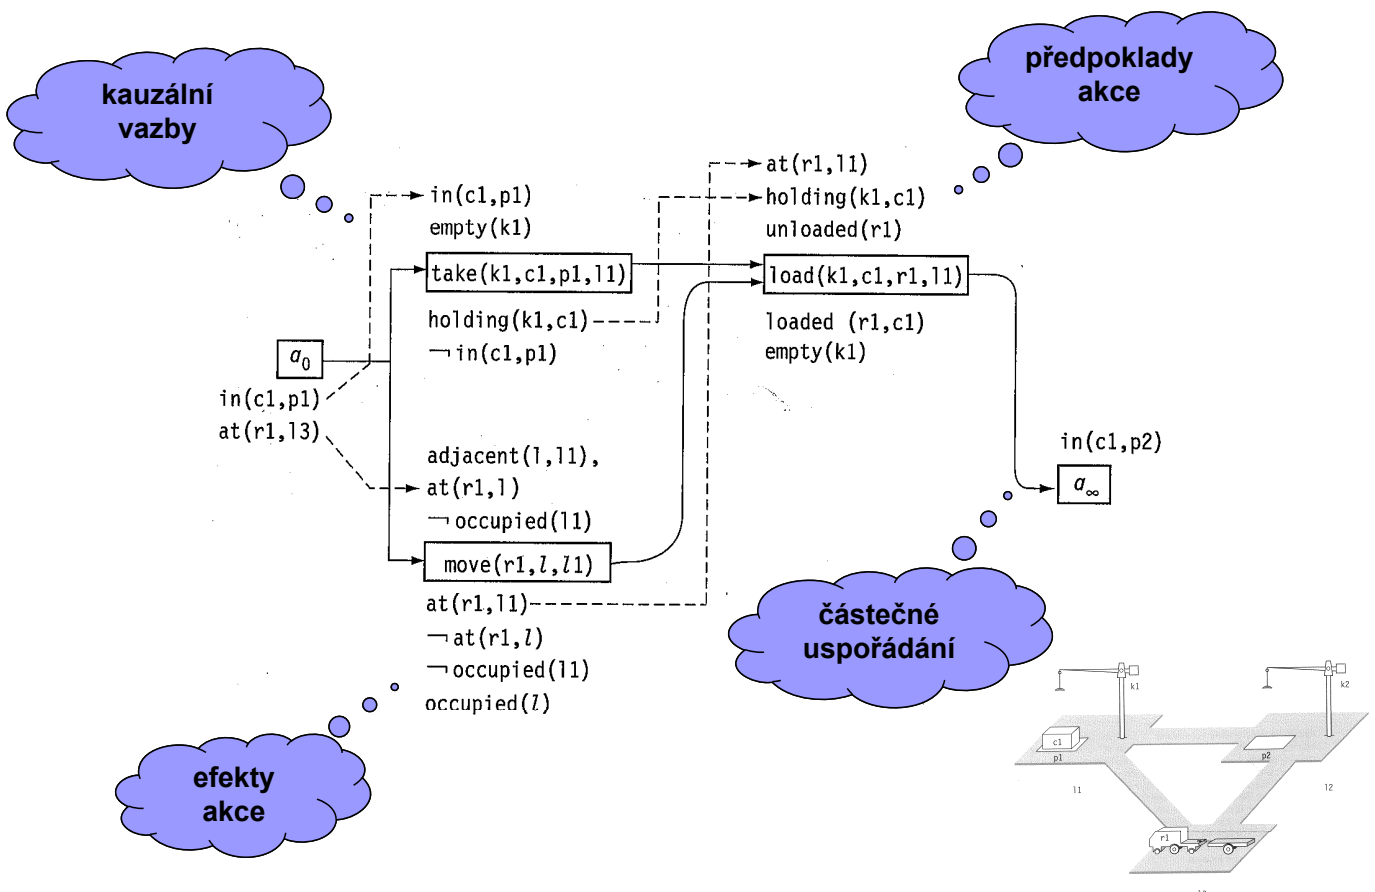 kauzální
vazby
předpoklady
akce
in(c1,p1)
empty(k1)
take(k1,c1,p1,l1)
holding(k1,c1)
¬in(c1,p1)
at(r1,l1)
holding(k1,c1)
unloaded(r1)
load(k1,c1,r1,l1)
loaded (r1,c1)
empty(k1)
a0
in(c1,p1)
at(r1,l3)
adjacent(l,l1),
at(r1,l)
¬occupied(l1)
move(r1,l,l1)
at(r1,l1)
¬at(r1,l)
¬occupied(l1)
occupied(l)
in(c1,p2)
a∞
částečné
uspořádání
efekty
akce
k1
k2
c1
p1
p2
l1
l2
r1